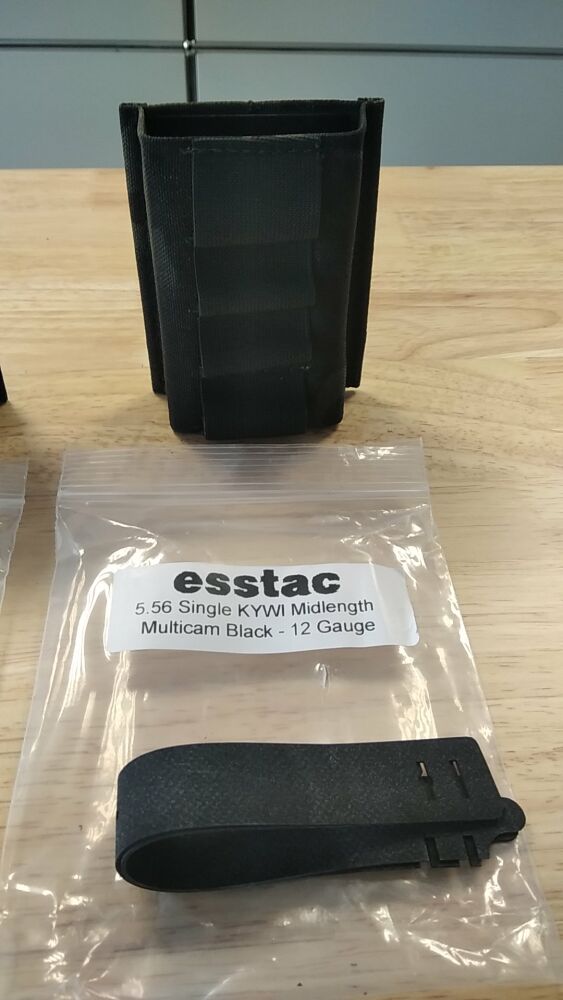 esstac
5.56 Single KYWI Midlength
Multicam Black - 12 Gauge